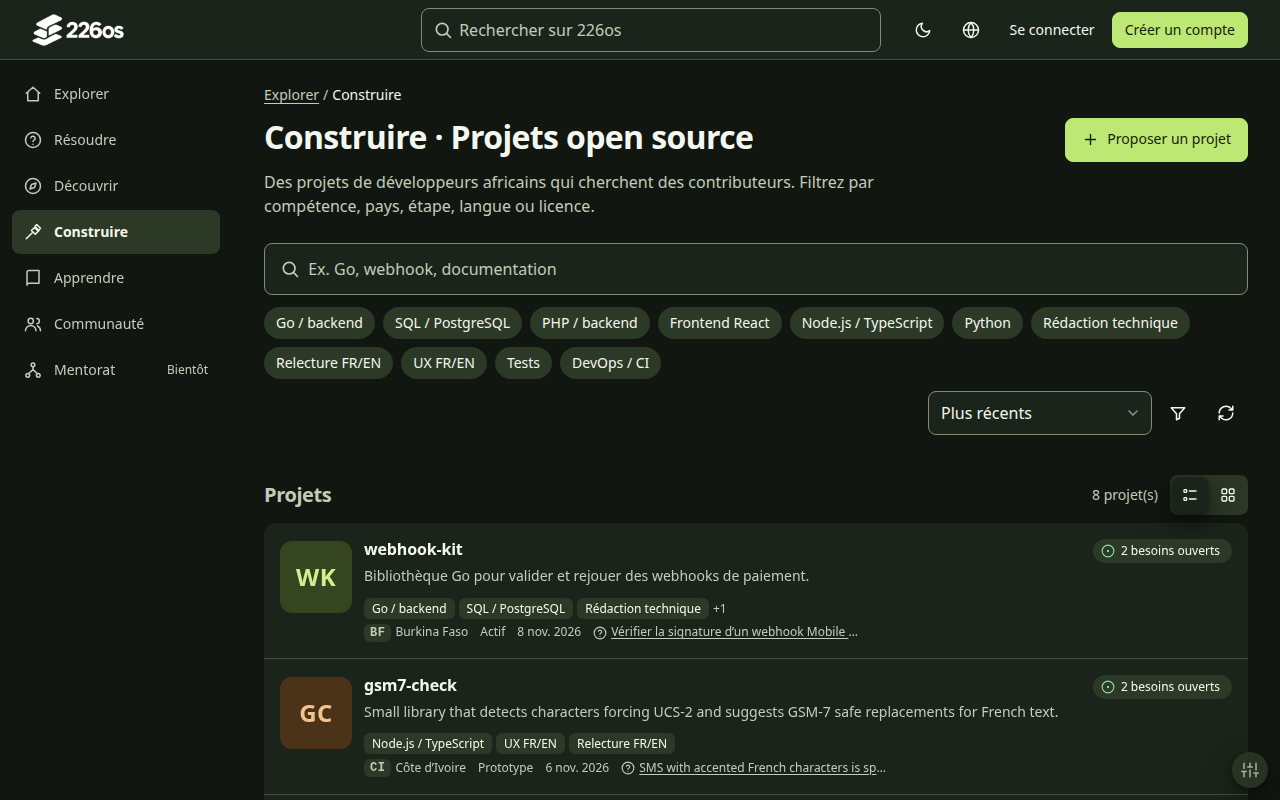 226os
Rechercher sur 226os
Se connecter
Créer un compte
Explorer
Résoudre
Découvrir
Construire
Apprendre
Communauté
Mentorat
Bientôt
Explorer / Construire
Construire · Projets open source
Proposer un projet
Des projets de développeurs africains qui cherchent des contributeurs. Filtrez par
compétence, pays, étape, langue ou licence.
Ex. Go, webhook, documentation
Go / backend
SQL / PostgreSQL
PHP / backend
Frontend React
Node.js / TypeScript
Python
Rédaction technique
Relecture FR/EN
UX FR/EN
Tests
DevOps / CI
Plus récents
Projets
8 projet(s)
WK
webhook-kit
2 besoins ouverts
Bibliothèque Go pour valider et rejouer des webhooks de paiement.
Go / backend
SQL / PostgreSQL
Rédaction technique
+1
BF Burkina Faso Actif 8 nov. 2026 Vérifier la signature d’un webhook Mobile ...
GC
gsm7-check
2 besoins ouverts
Small library that detects characters forcing UCS-2 and suggests GSM-7 safe replacements for French text.
Node.js / TypeScript
UX FR/EN
Relecture FR/EN
CI Côte d’Ivoire Prototype 6 nov. 2026 SMS with accented French characters is sp...